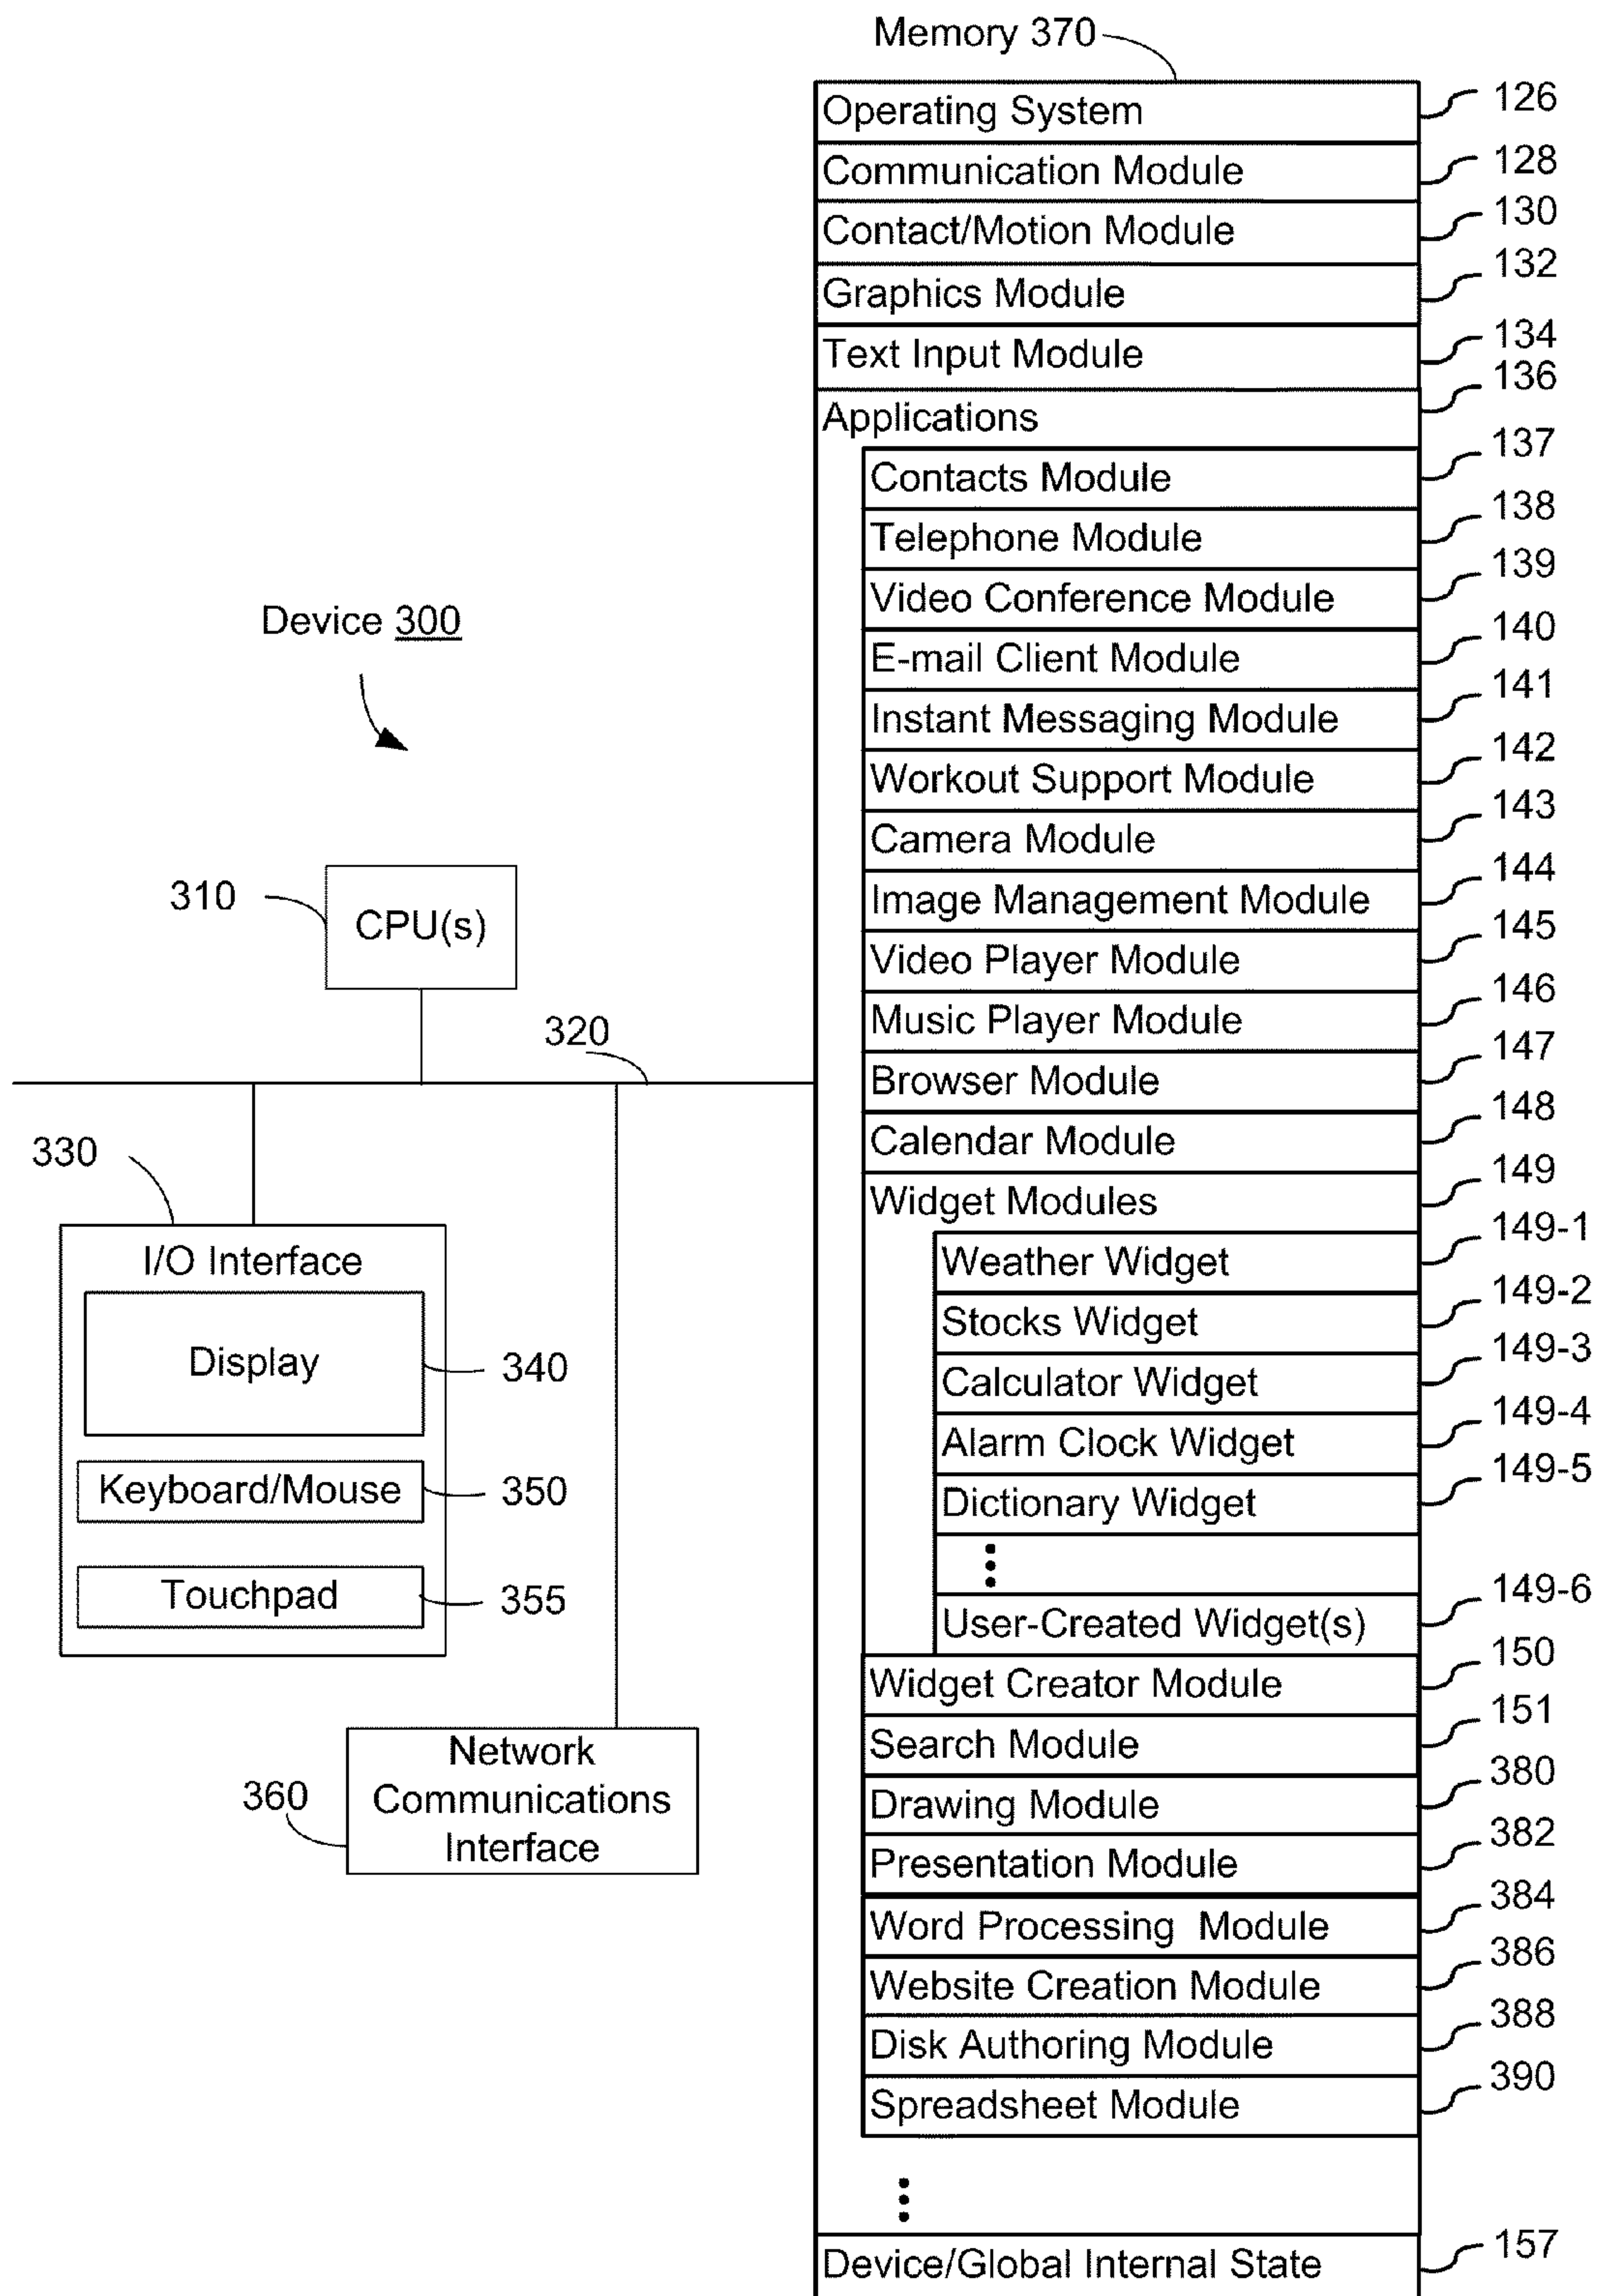 Memory 370
Operating System 126
Communication Module 128
Contact/Motion Module 130
Graphics Module 132
Text Input Module 134
Applications 136
Contacts Module 137
Telephone Module 138
Video Conference Module 139
E-mail Client Module 140
Instant Messaging Module 141
Workout Support Module 142
Camera Module 143
Image Management Module 144
Video Player Module 145
Music Player Module 146
Browser Module 147
Calendar Module 148
Widget Modules 149
Weather Widget 149-1
Stocks Widget 149-2
Calculator Widget 149-3
Alarm Clock Widget 149-4
Dictionary Widget 149-5
User-Created Widget(s) 149-6
Widget Creator Module 150
Search Module 151
Drawing Module 380
Presentation Module 382
Word Processing Module 384
Website Creation Module 386
Disk Authoring Module 388
Spreadsheet Module 390
Device/Global Internal State 157
Device 300
310 CPU(s)
320
330
I/O Interface
Display 340
Keyboard/Mouse 350
Touchpad 355
360
Network
Communications
Interface